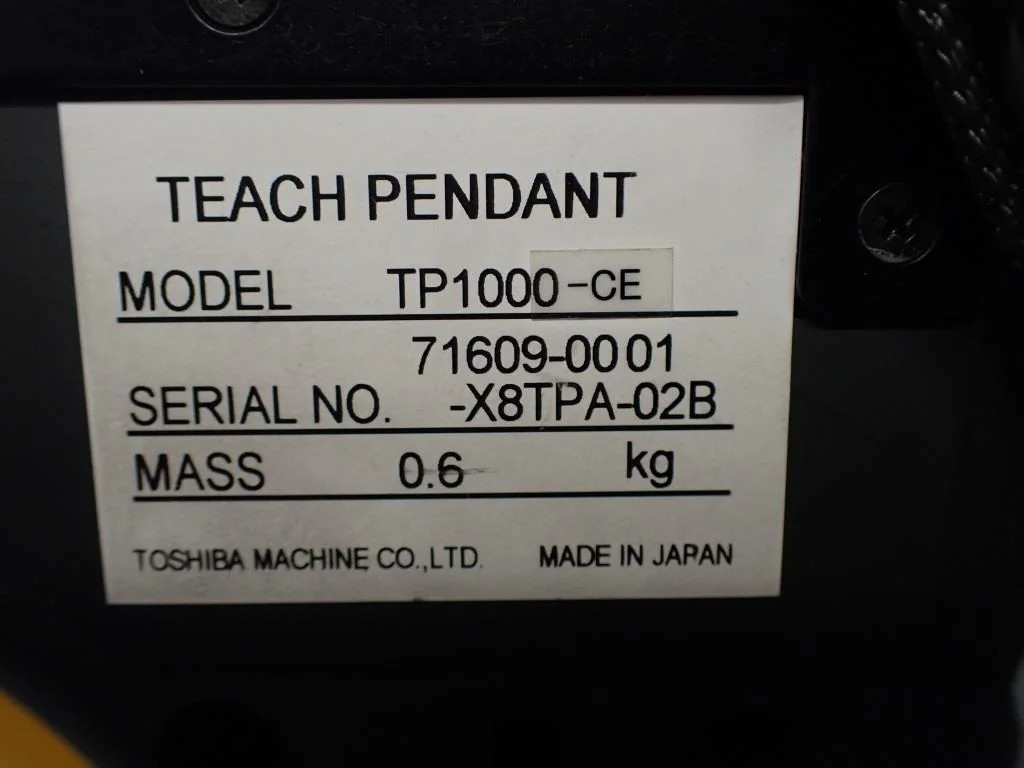 TEACH PENDANT
MODEL TP1000-CE
71609-0001
SERIAL NO. -X8TPA-02B
MASS 0.6 kg
TOSHIBA MACHINE CO.,LTD. MADE IN JAPAN